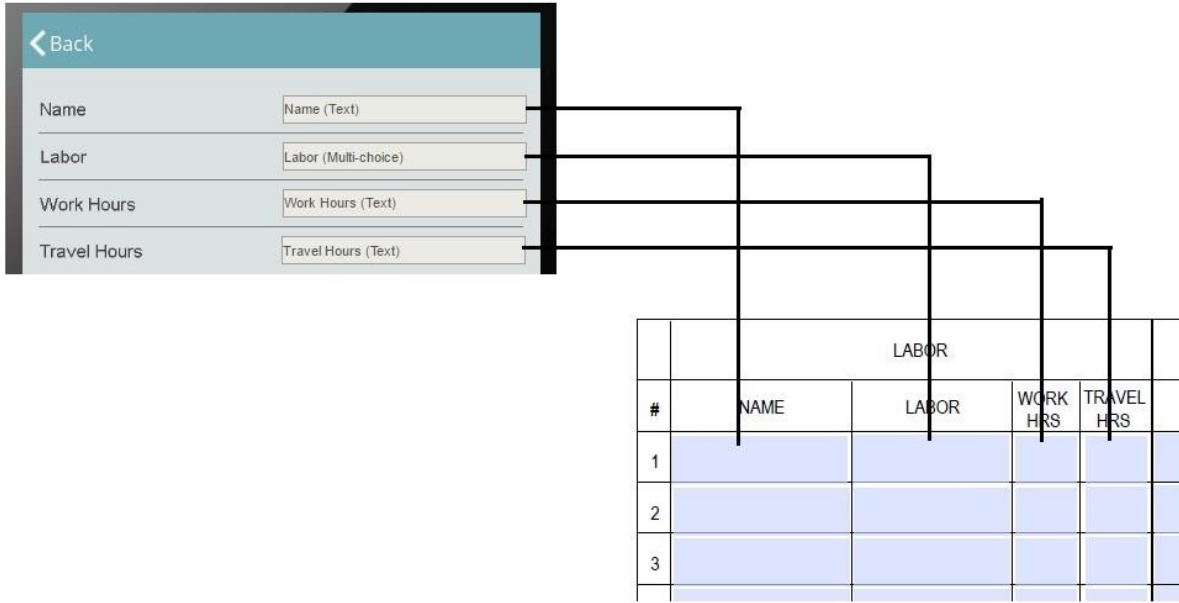 Back
Name Name (Text)
Labor Labor (Multi-choice)
Work Hours Work Hours (Text)
Travel Hours Travel Hours (Text)
LABOR
# NAME LABOR WORK HRS TRAVEL HRS
1
2
3